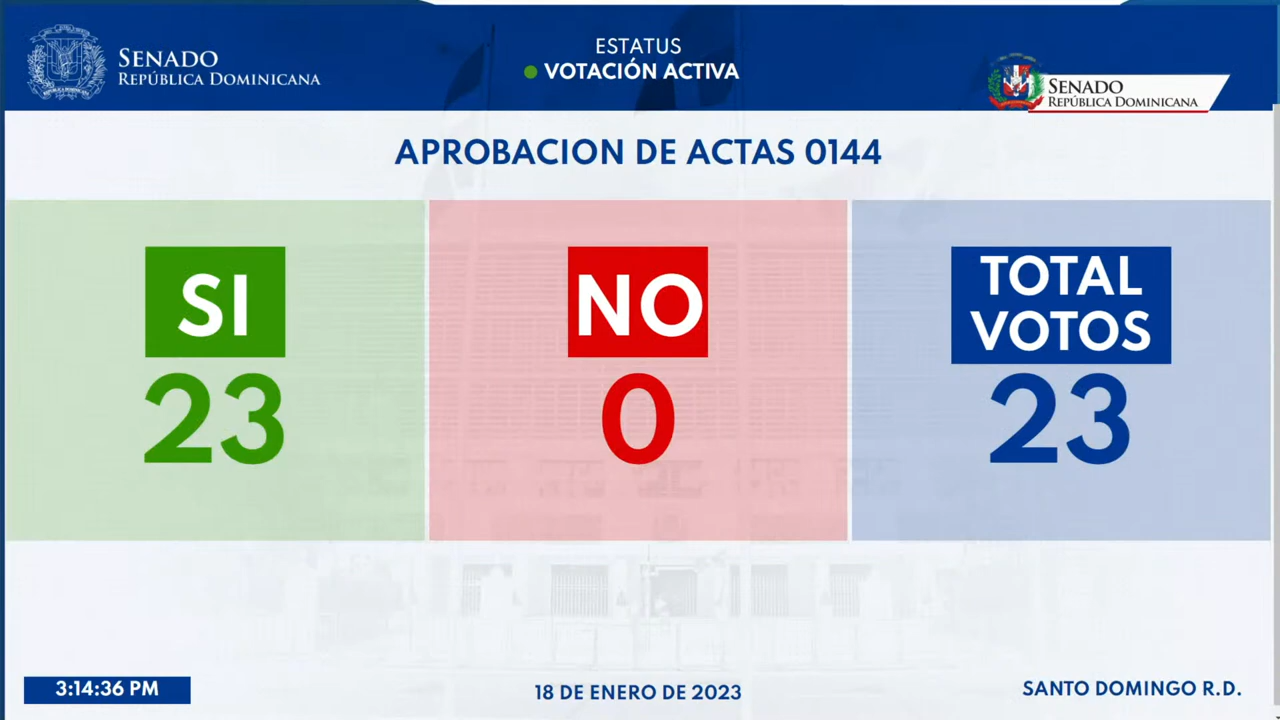 SENADO
REPÚBLICA DOMINICANA
ESTATUS
VOTACIÓN ACTIVA
SENADO
REPÚBLICA DOMINICANA
APROBACION DE ACTAS 0144
SI
23
NO
0
TOTAL
VOTOS
23
3:14:36 PM
18 DE ENERO DE 2023
SANTO DOMINGO R.D.